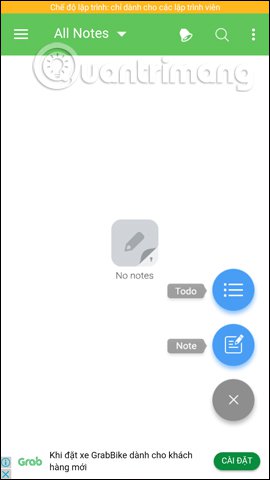 Chế độ lập trình: chỉ dành cho các lập trình viên
All Notes
Quantrimang
No notes
Todo
Note
Grab
Khi đặt xe GrabBike dành cho khách
hàng mới
CÀI ĐẶT